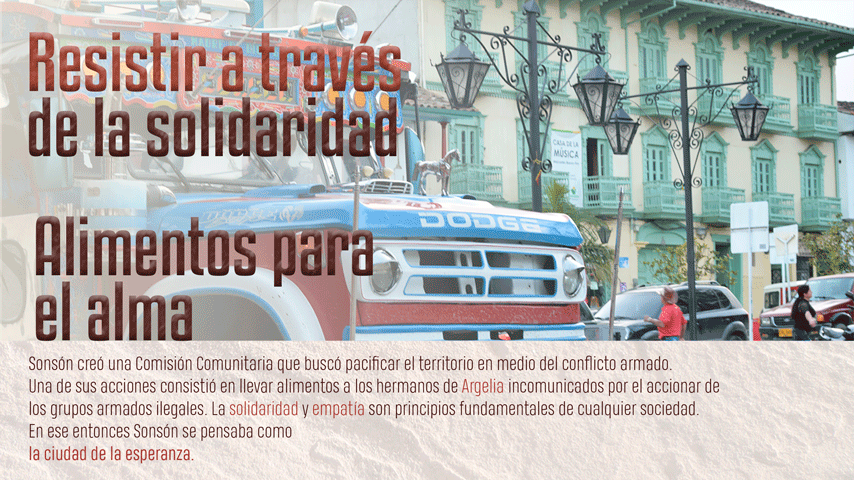 Resistir a través
de la solidaridad
CASA DE LA
MÚSICA
DODGE
Alimentos para
el alma
Sonsón creó una Comisión Comunitaria que buscó pacificar el territorio en medio del conflicto armado.
Una de sus acciones consistió en llevar alimentos a los hermanos de Argelia incomunicados por el accionar de
los grupos armados ilegales. La solidaridad y empatía son principios fundamentales de cualquier sociedad.
En ese entonces Sonsón se pensaba como
la ciudad de la esperanza.